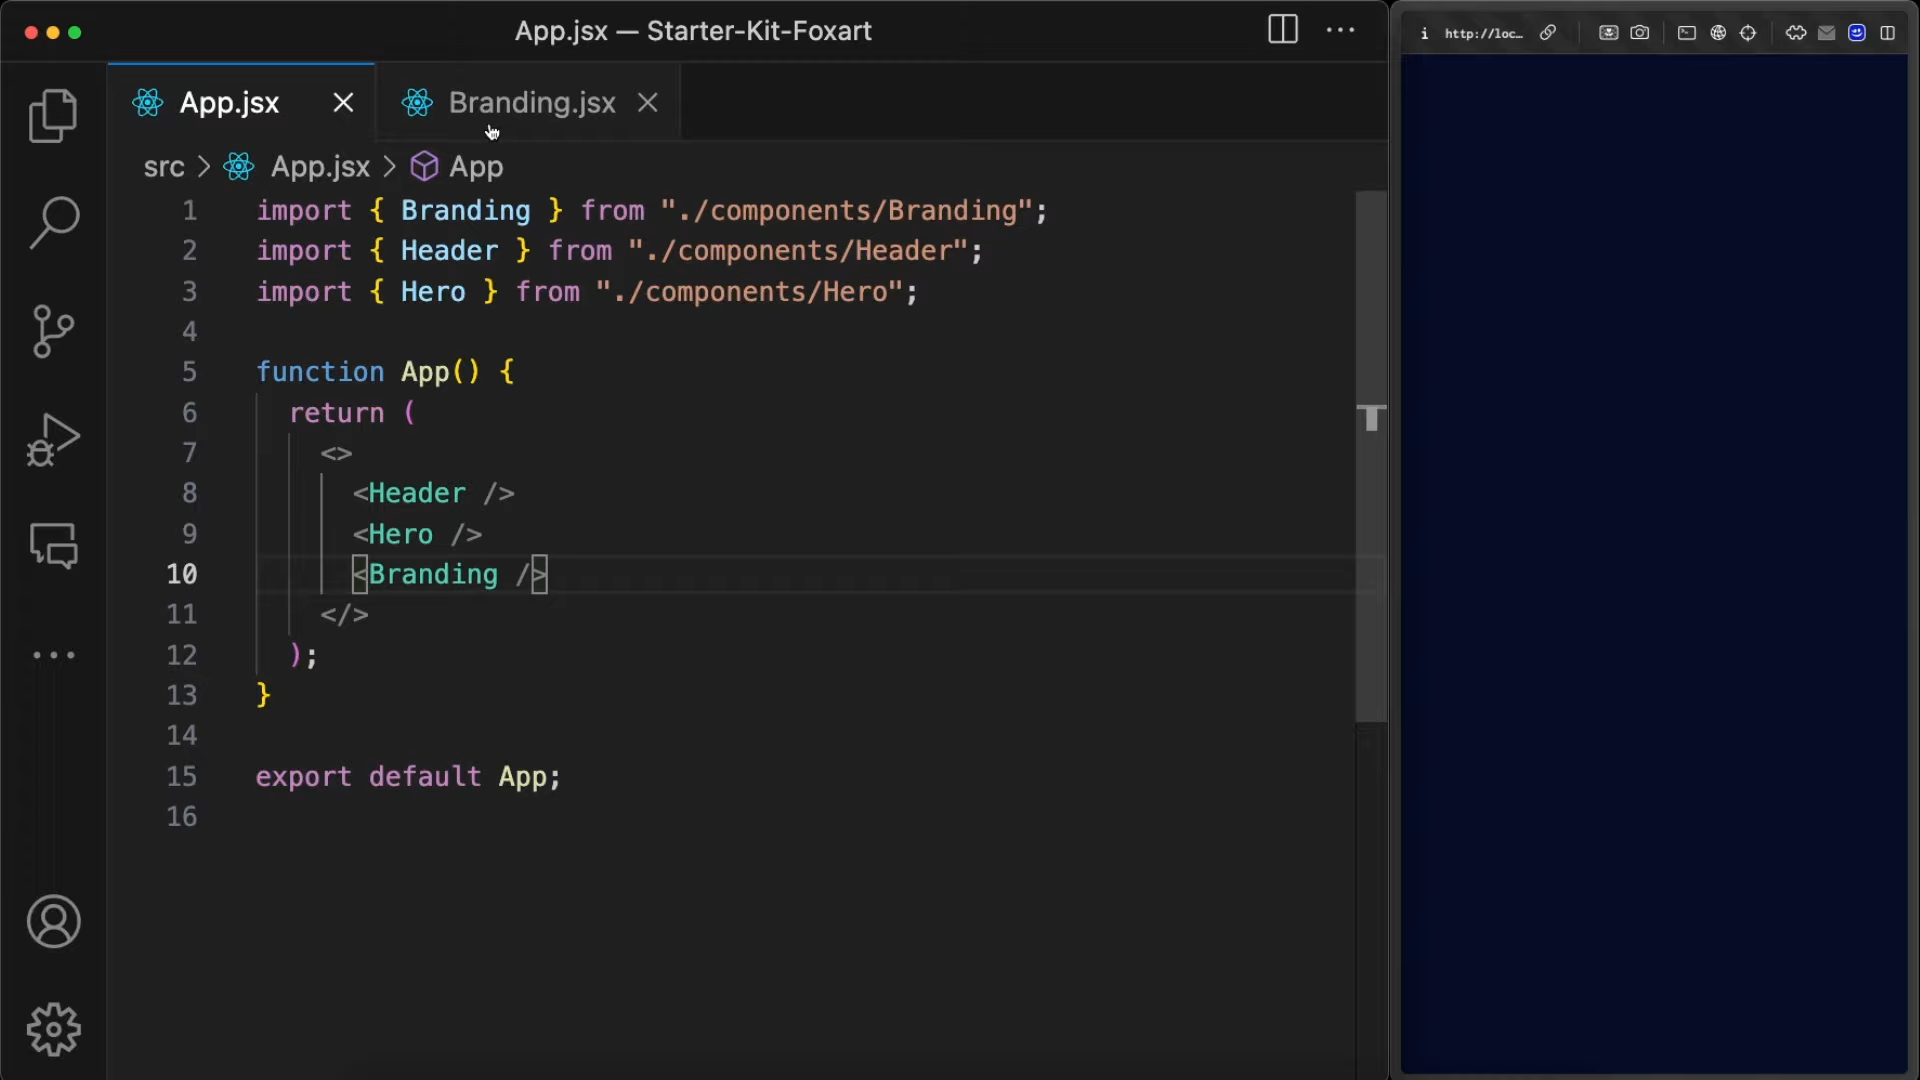 App.jsx — Starter-Kit-Foxart
http://loc…
App.jsx
Branding.jsx
src > App.jsx > App
1 import { Branding } from "./components/Branding";
2 import { Header } from "./components/Header";
3 import { Hero } from "./components/Hero";
4
5 function App() {
6 return (
7 <>
8 <Header />
9 <Hero />
10 <Branding />
11 </>
12 );
13 }
14
15 export default App;
16